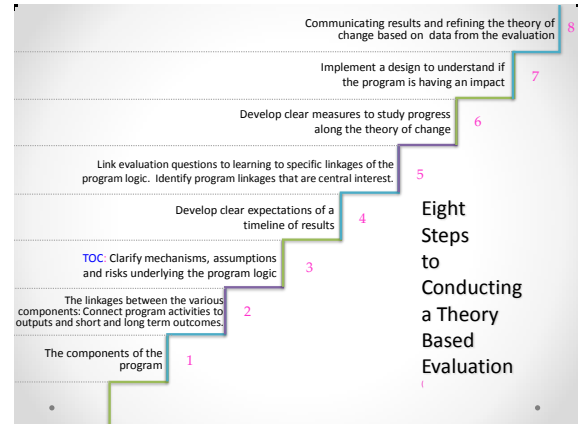 Communicating results and refining the theory of
change based on data from the evaluation
8
Implement a design to understand if
the program is having an impact
7
Develop clear measures to study progress
along the theory of change
6
Link evaluation questions to learning to specific linkages of the
program logic. Identify program linkages that are central interest.
5
Develop clear expectations of a
timeline of results
4
TOC: Clarify mechanisms, assumptions
and risks underlying the program logic
3
The linkages between the various
components: Connect program activities to
outputs and short and long term outcomes.
2
The components of the
program
1
Eight
Steps
to
Conducting
a Theory
Based
Evaluation
(